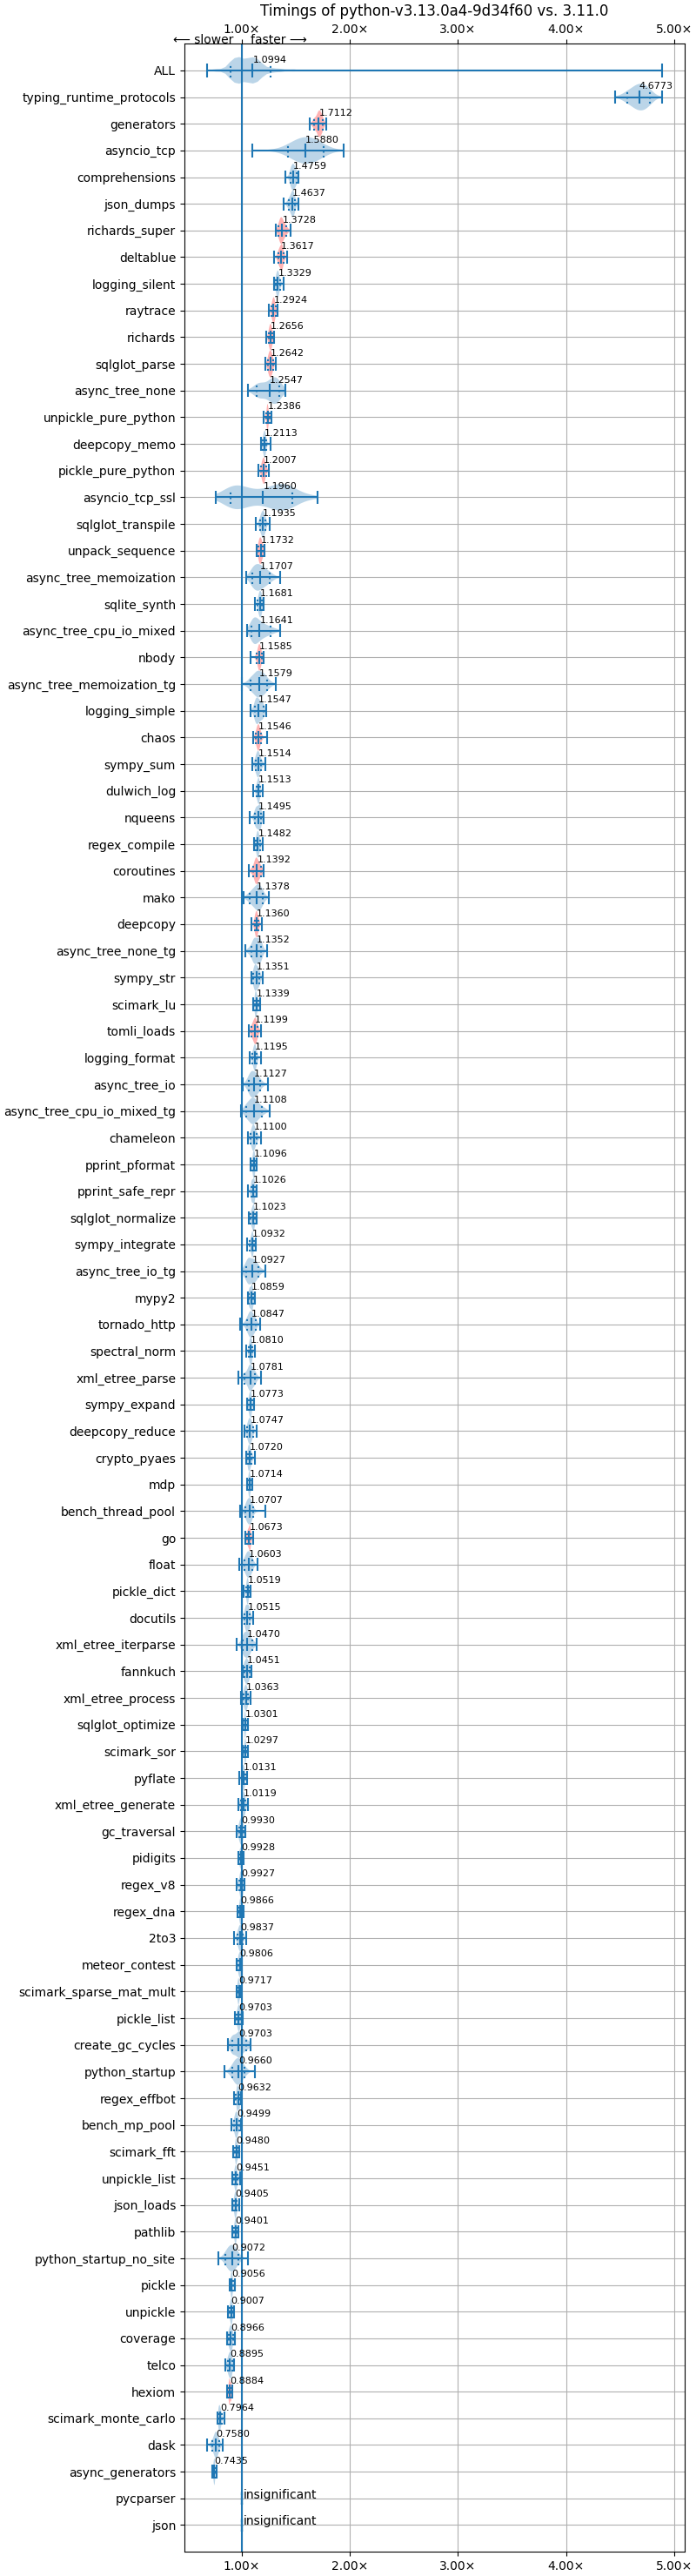 Timings of python-v3.13.0a4-9d34f60 vs. 3.11.0
1.00× 2.00× 3.00× 4.00× 5.00×
⟵ slower faster ⟶
ALL 1.0994
typing_runtime_protocols 4.6773
generators 1.7112
asyncio_tcp 1.5880
comprehensions 1.4759
json_dumps 1.4637
richards_super 1.3728
deltablue 1.3617
logging_silent 1.3329
raytrace 1.2924
richards 1.2656
sqlglot_parse 1.2642
async_tree_none 1.2547
unpickle_pure_python 1.2386
deepcopy_memo 1.2113
pickle_pure_python 1.2007
asyncio_tcp_ssl 1.1960
sqlglot_transpile 1.1935
unpack_sequence 1.1732
async_tree_memoization 1.1707
sqlite_synth 1.1681
async_tree_cpu_io_mixed 1.1641
nbody 1.1585
async_tree_memoization_tg 1.1579
logging_simple 1.1547
chaos 1.1546
sympy_sum 1.1514
dulwich_log 1.1513
nqueens 1.1495
regex_compile 1.1482
coroutines 1.1392
mako 1.1378
deepcopy 1.1360
async_tree_none_tg 1.1352
sympy_str 1.1351
scimark_lu 1.1339
tomli_loads 1.1199
logging_format 1.1195
async_tree_io 1.1127
async_tree_cpu_io_mixed_tg 1.1108
chameleon 1.1100
pprint_pformat 1.1096
pprint_safe_repr 1.1026
sqlglot_normalize 1.1023
sympy_integrate 1.0932
async_tree_io_tg 1.0927
mypy2 1.0859
tornado_http 1.0847
spectral_norm 1.0810
xml_etree_parse 1.0781
sympy_expand 1.0773
deepcopy_reduce 1.0747
crypto_pyaes 1.0720
mdp 1.0714
bench_thread_pool 1.0707
go 1.0673
float 1.0603
pickle_dict 1.0519
docutils 1.0515
xml_etree_iterparse 1.0470
fannkuch 1.0451
xml_etree_process 1.0363
sqlglot_optimize 1.0301
scimark_sor 1.0297
pyflate 1.0131
xml_etree_generate 1.0119
gc_traversal 0.9930
pidigits 0.9928
regex_v8 0.9927
regex_dna 0.9866
2to3 0.9837
meteor_contest 0.9806
scimark_sparse_mat_mult 0.9717
pickle_list 0.9703
create_gc_cycles 0.9703
python_startup 0.9660
regex_effbot 0.9632
bench_mp_pool 0.9499
scimark_fft 0.9480
unpickle_list 0.9451
json_loads 0.9405
pathlib 0.9401
python_startup_no_site 0.9072
pickle 0.9056
unpickle 0.9007
coverage 0.8966
telco 0.8895
hexiom 0.8884
scimark_monte_carlo 0.7964
dask 0.7580
async_generators 0.7435
pycparser insignificant
json insignificant
1.00× 2.00× 3.00× 4.00× 5.00×